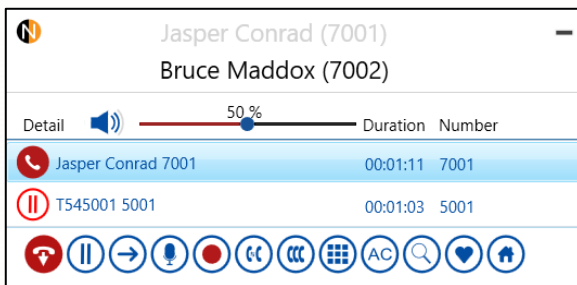 Jasper Conrad (7001)
Bruce Maddox (7002)
50 %
Detail Duration Number
Jasper Conrad 7001 00:01:11 7001
T545001 5001 00:01:03 5001
AC